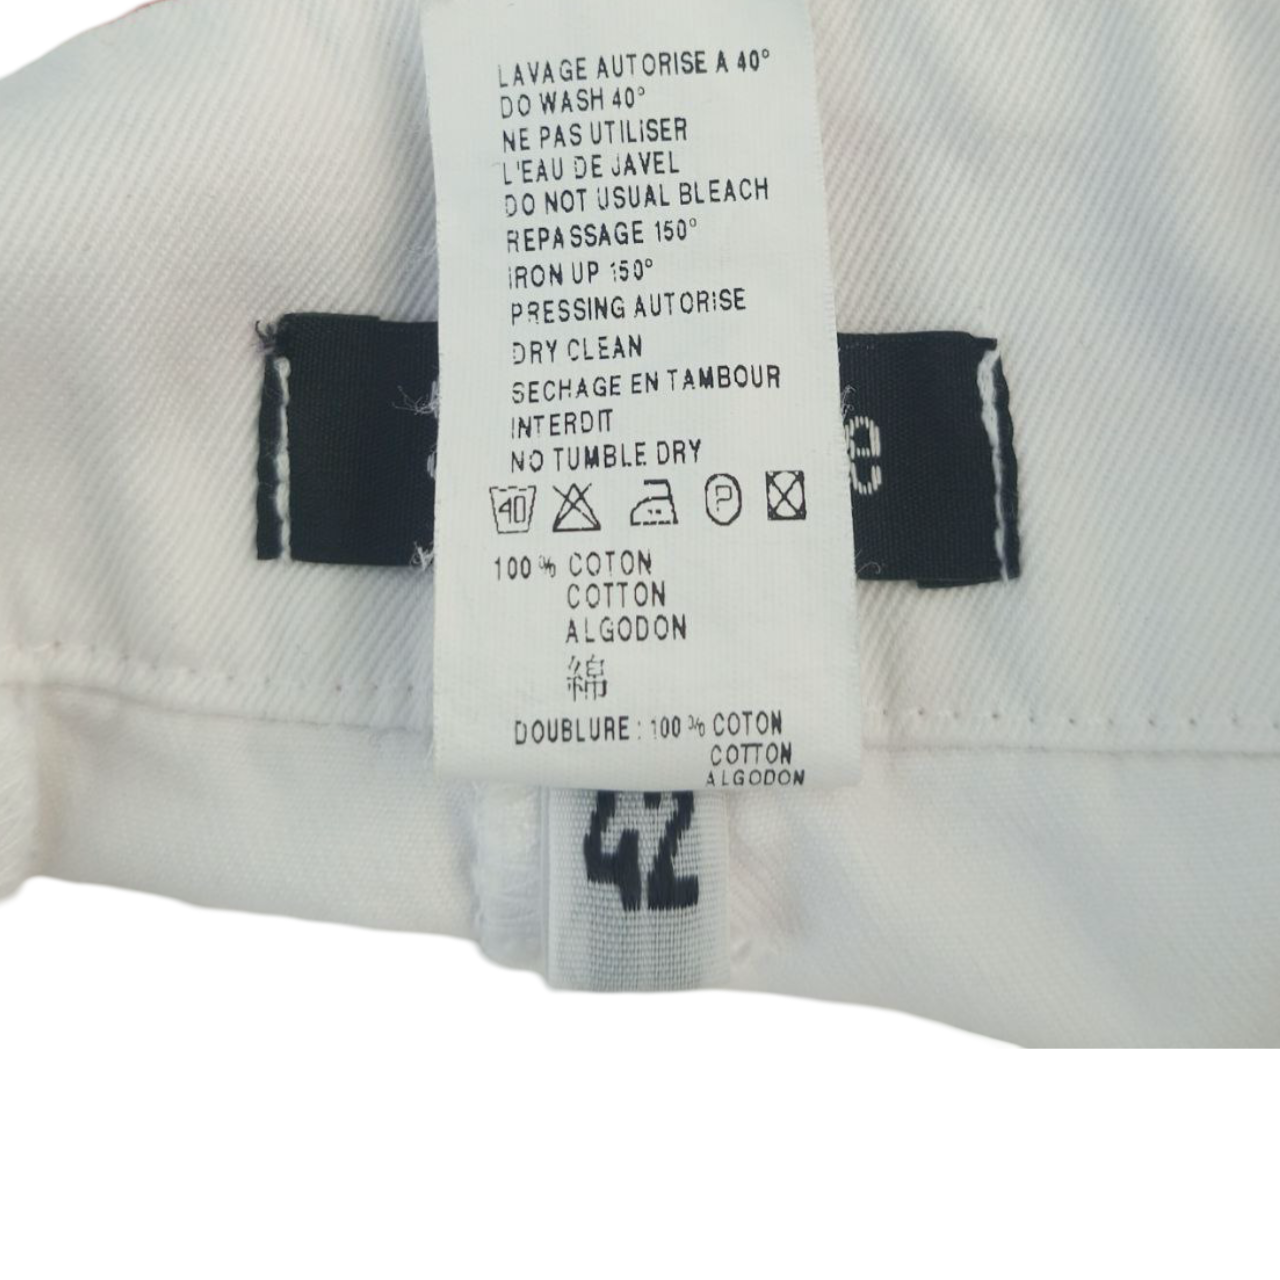 LAVAGE AUTORISE A 40°
DO WASH 40°
NE PAS UTILISER
L'EAU DE JAVEL
DO NOT USUAL BLEACH
REPASSAGE 150°
IRON UP 150°
PRESSING AUTORISE
DRY CLEAN
SECHAGE EN TAMBOUR
INTERDIT
NO TUMBLE DRY
40 P
100 % COTON
COTTON
ALGODON
綿
DOUBLURE : 100 % COTON
COTTON
ALGODON
42